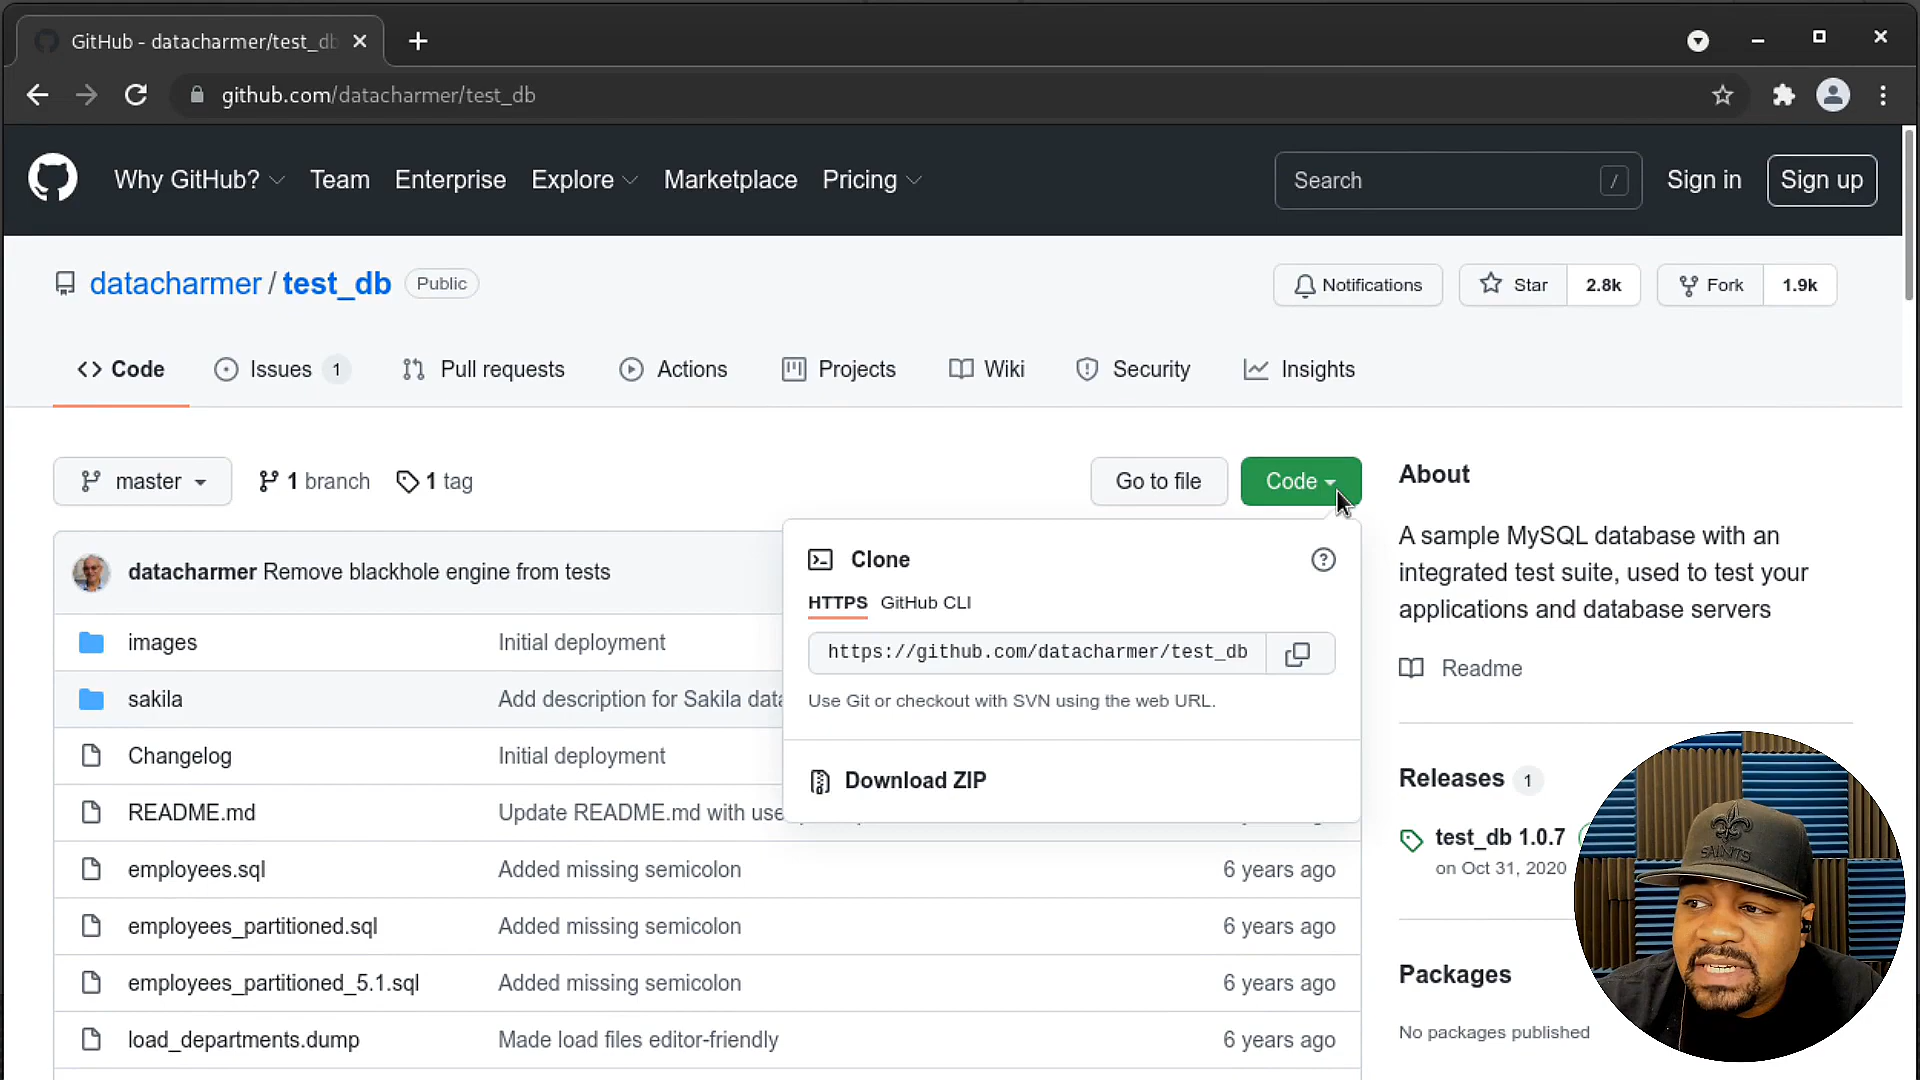 GitHub - datacharmer/test_db
github.com/datacharmer/test_db
Why GitHub? Team Enterprise Explore Marketplace Pricing Search / Sign in Sign up
datacharmer / test_db Public Notifications Star 2.8k Fork 1.9k
Code Issues 1 Pull requests Actions Projects Wiki Security Insights
master 1 branch 1 tag Go to file Code
datacharmer Remove blackhole engine from tests
images Initial deployment
sakila Add description for Sakila data
Changelog Initial deployment
README.md Update README.md with use
employees.sql Added missing semicolon 6 years ago
employees_partitioned.sql Added missing semicolon 6 years ago
employees_partitioned_5.1.sql Added missing semicolon 6 years ago
load_departments.dump Made load files editor-friendly 6 years ago
Clone
HTTPS GitHub CLI
https://github.com/datacharmer/test_db
Use Git or checkout with SVN using the web URL.
Download ZIP
About
A sample MySQL database with an
integrated test suite, used to test your
applications and database servers
Readme
Releases 1
test_db 1.0.7
on Oct 31, 2020
Packages
No packages published
SAINTS